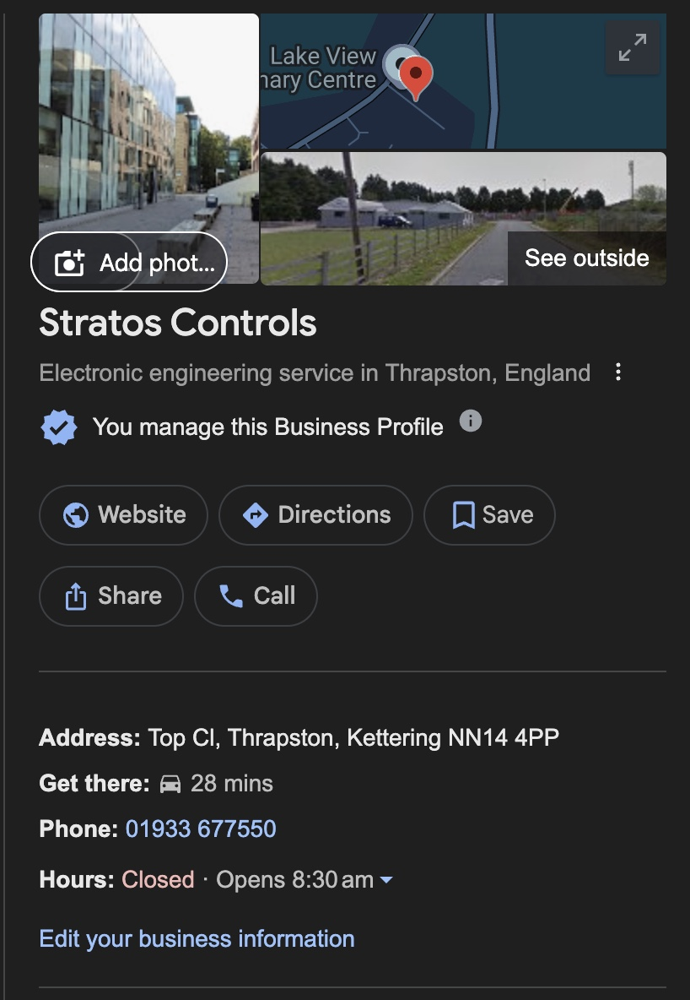 Lake View
nary Centre
Add phot...
See outside
Stratos Controls
Electronic engineering service in Thrapston, England
You manage this Business Profile
Website
Directions
Save
Share
Call
Address: Top Cl, Thrapston, Kettering NN14 4PP
Get there: 28 mins
Phone: 01933 677550
Hours: Closed · Opens 8:30 am
Edit your business information